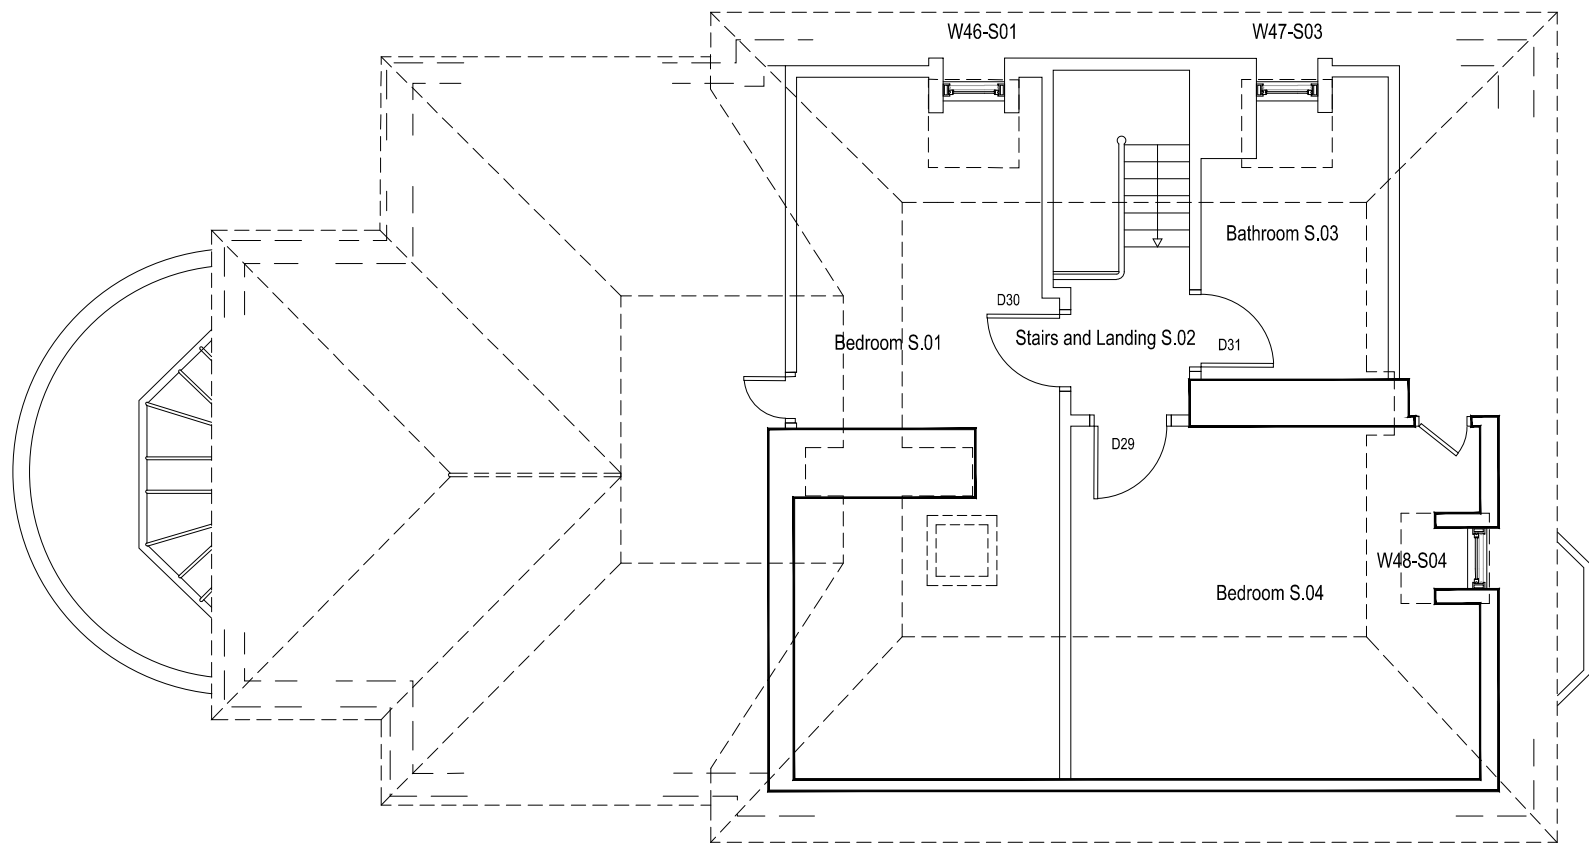 W46-S01
W47-S03
Bathroom S.03
D30
Bedroom S.01
Stairs and Landing S.02
D31
D29
W48-S04
Bedroom S.04